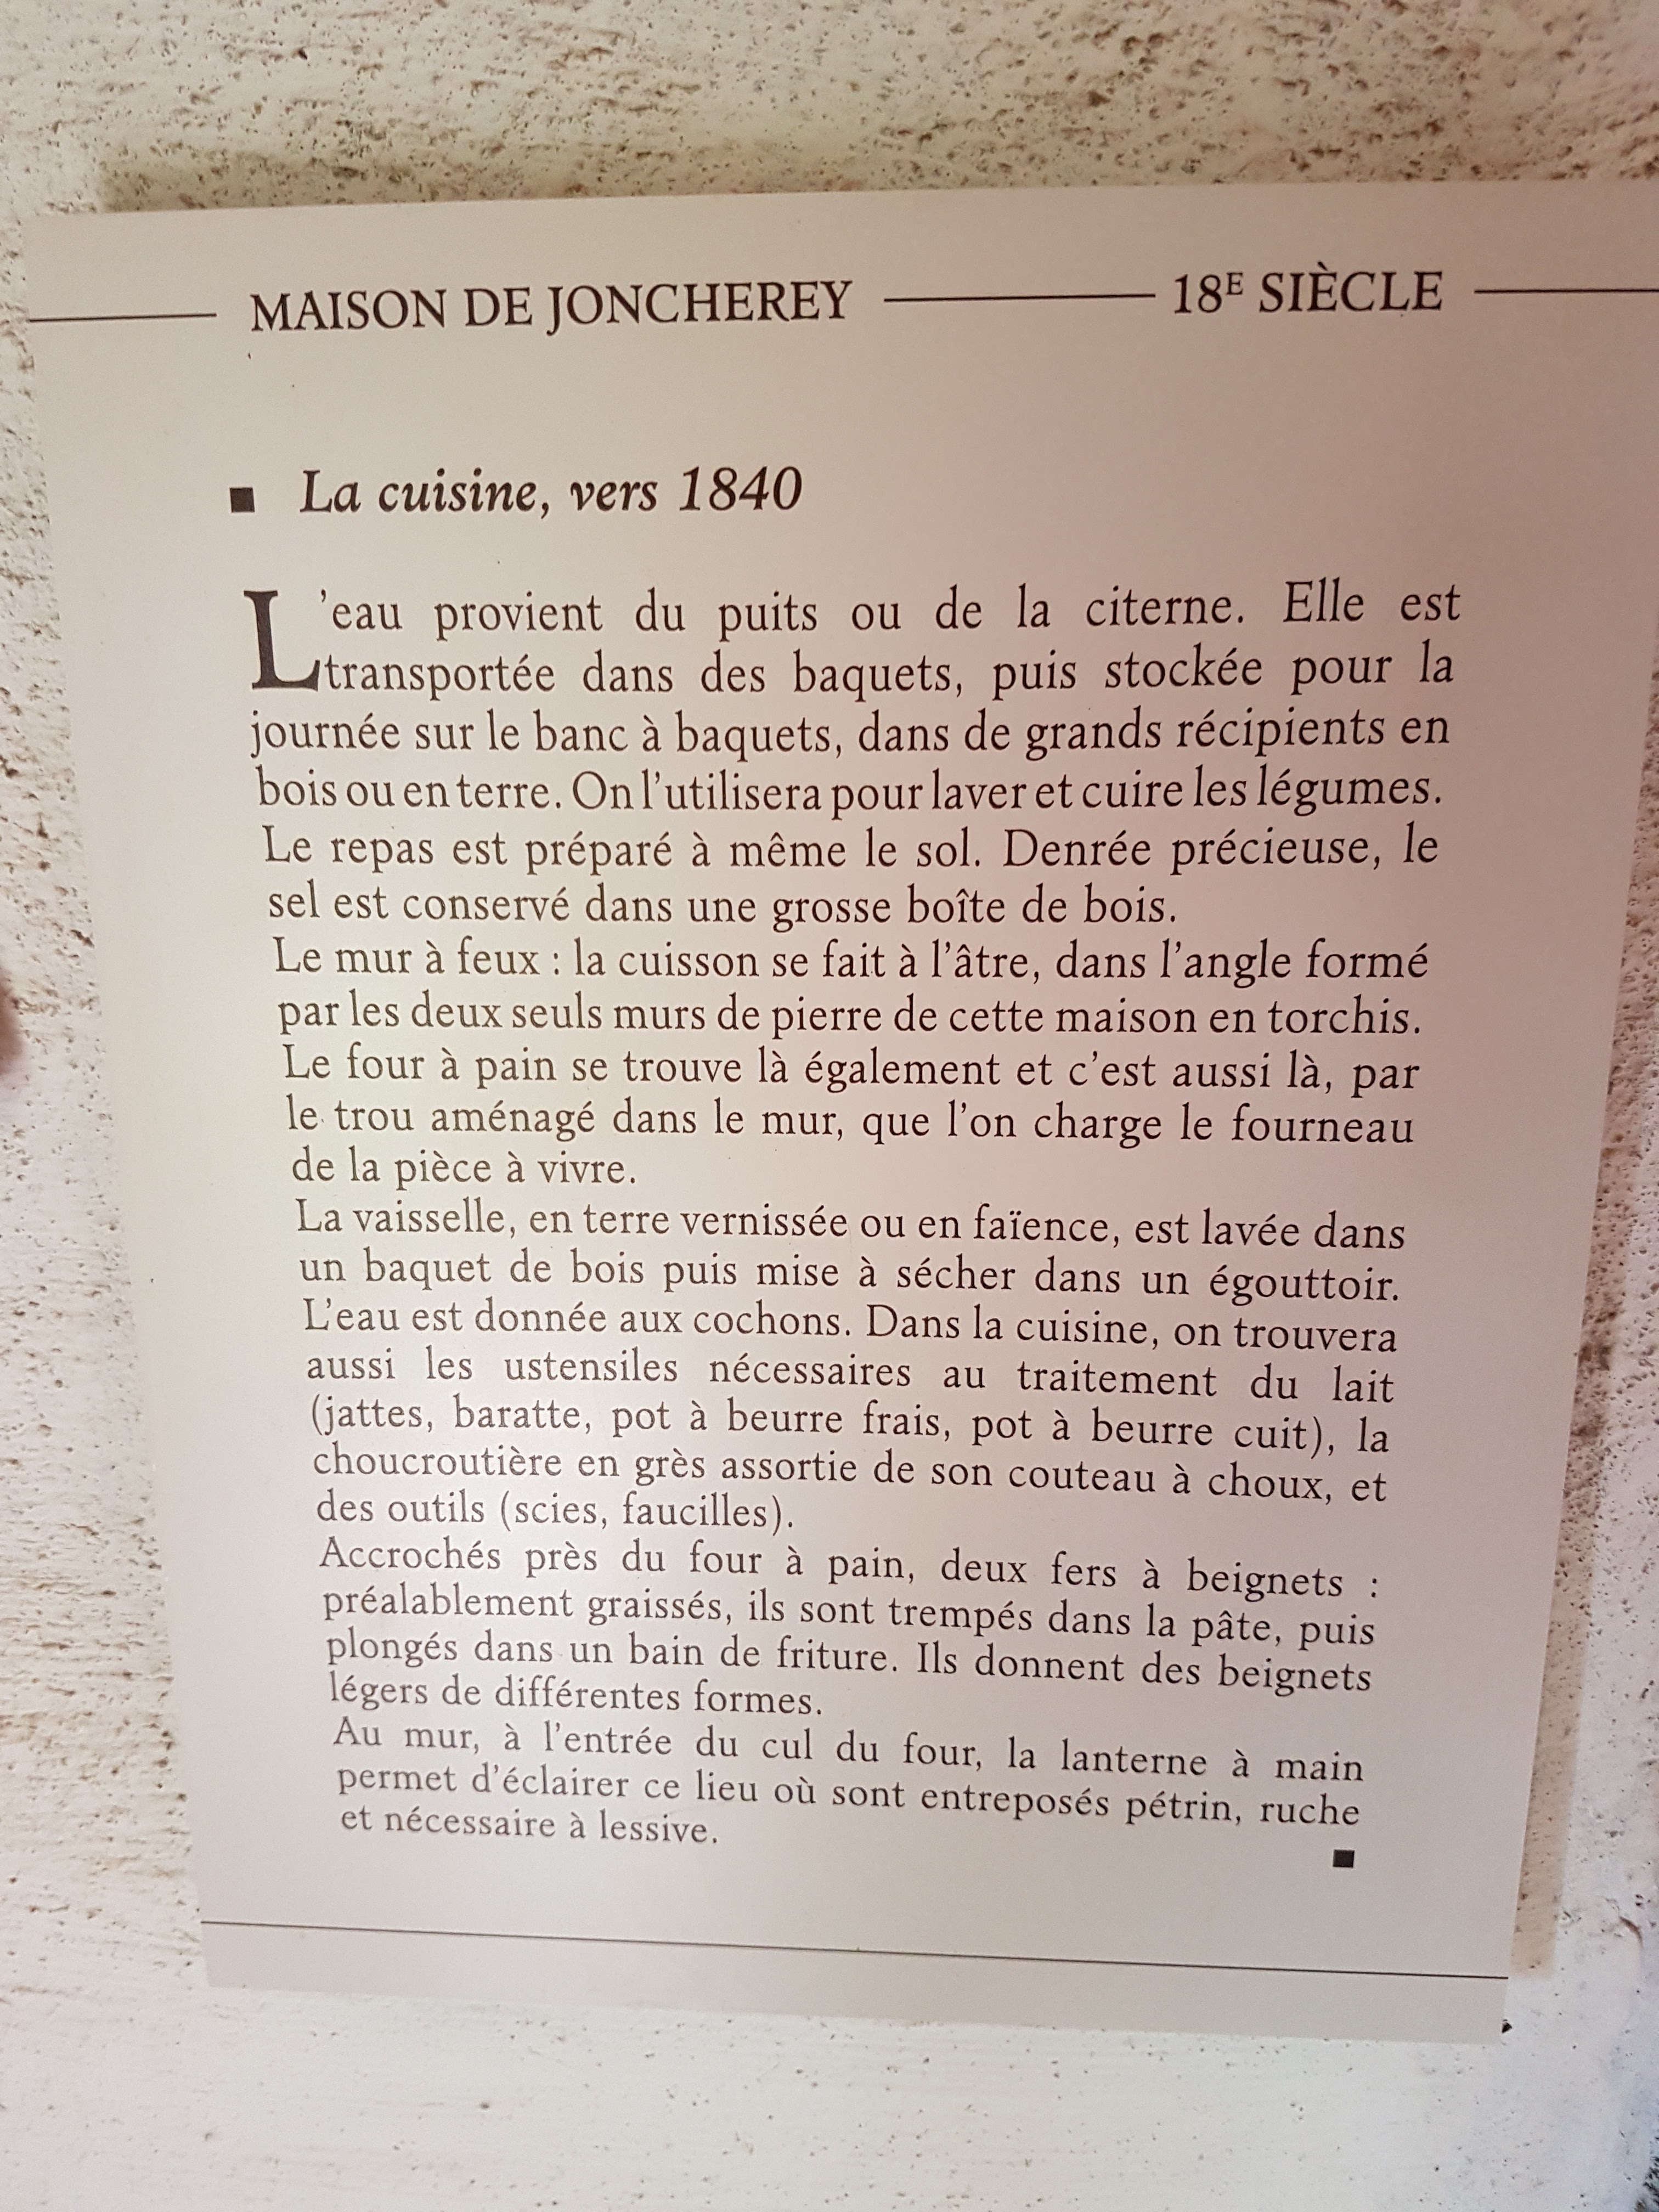 MAISON DE JONCHEREY 18E SIÈCLE
■ La cuisine, vers 1840
L'eau provient du puits ou de la citerne. Elle est
transportée dans des baquets, puis stockée pour la
journée sur le banc à baquets, dans de grands récipients en
bois ou en terre. On l'utilisera pour laver et cuire les légumes.
Le repas est préparé à même le sol. Denrée précieuse, le
sel est conservé dans une grosse boîte de bois.
Le mur à feux : la cuisson se fait à l'âtre, dans l'angle formé
par les deux seuls murs de pierre de cette maison en torchis.
Le four à pain se trouve là également et c'est aussi là, par
le trou aménagé dans le mur, que l'on charge le fourneau
de la pièce à vivre.
La vaisselle, en terre vernissée ou en faïence, est lavée dans
un baquet de bois puis mise à sécher dans un égouttoir.
L'eau est donnée aux cochons. Dans la cuisine, on trouvera
aussi les ustensiles nécessaires au traitement du lait
(jattes, baratte, pot à beurre frais, pot à beurre cuit), la
choucroutière en grès assortie de son couteau à choux, et
des outils (scies, faucilles).
Accrochés près du four à pain, deux fers à beignets :
préalablement graissés, ils sont trempés dans la pâte, puis
plongés dans un bain de friture. Ils donnent des beignets
légers de différentes formes.
Au mur, à l'entrée du cul du four, la lanterne à main
permet d'éclairer ce lieu où sont entreposés pétrin, ruche
et nécessaire à lessive.
■